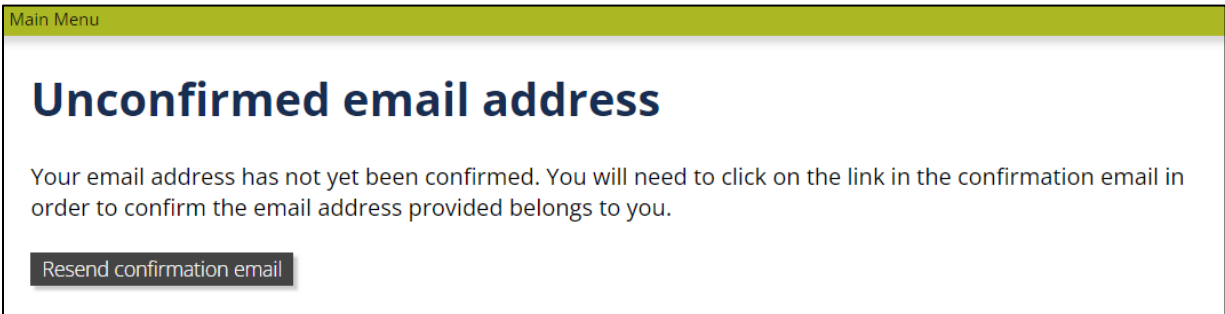 Main Menu
Unconfirmed email address
Your email address has not yet been confirmed. You will need to click on the link in the confirmation email in
order to confirm the email address provided belongs to you.
Resend confirmation email